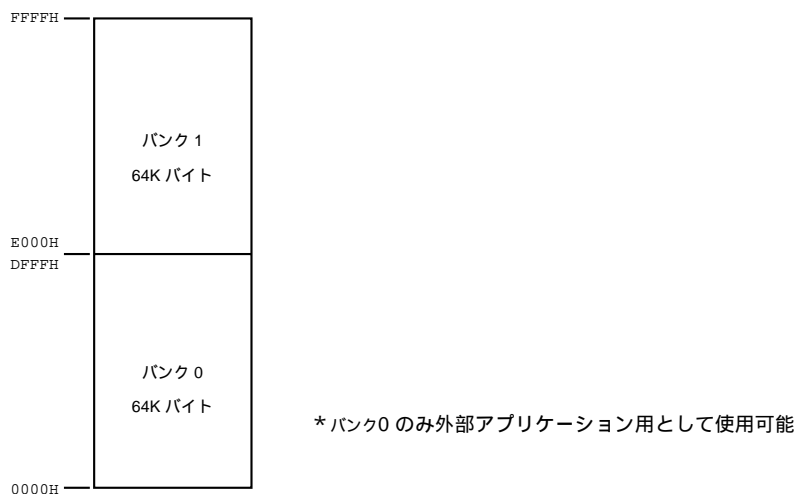 FFFFH
バンク 1
64K バイト
E000H
DFFFH
バンク 0
64K バイト
*バンク0 のみ外部アプリケーション用として使用可能
0000H